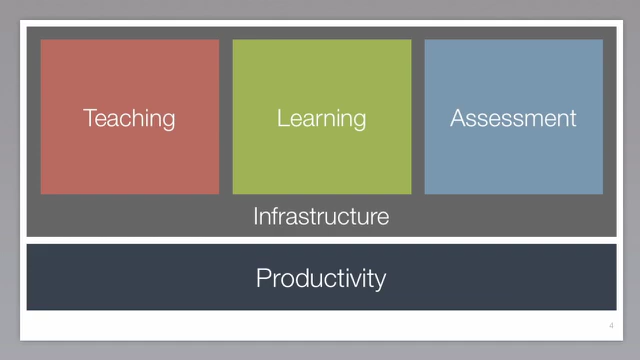 Teaching
Learning
Assessment
Infrastructure
Productivity
4